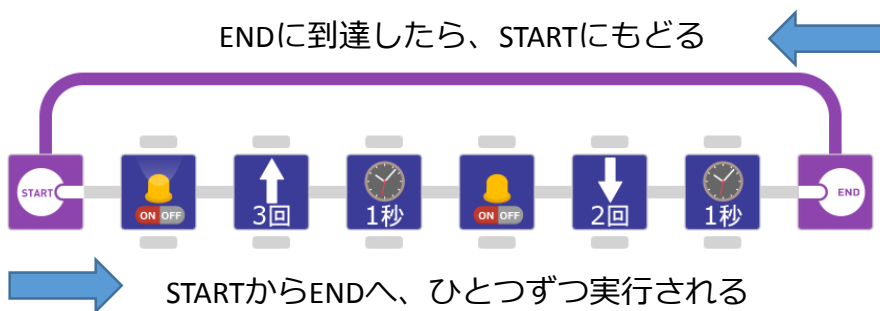 ENDに到達したら、STARTにもどる
START
ON OFF
3回
1秒
ON OFF
2回
1秒
END
STARTからENDへ、ひとつずつ実行される